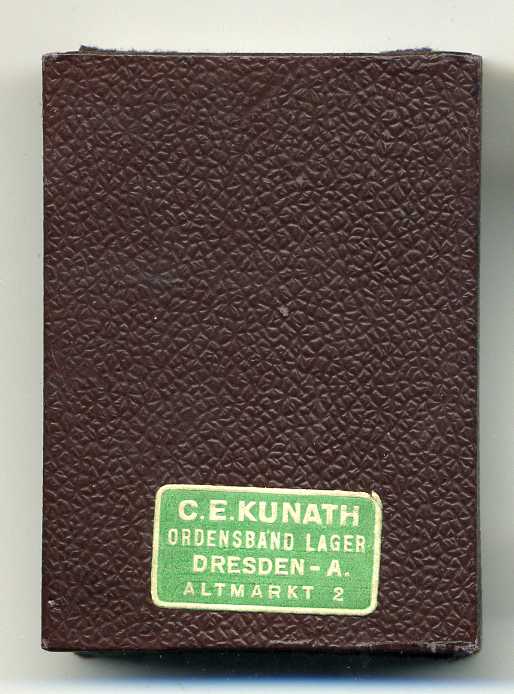 C.E.KUNATH
ORDENSBAND LAGER
DRESDEN-A.
ALTMARKT 2